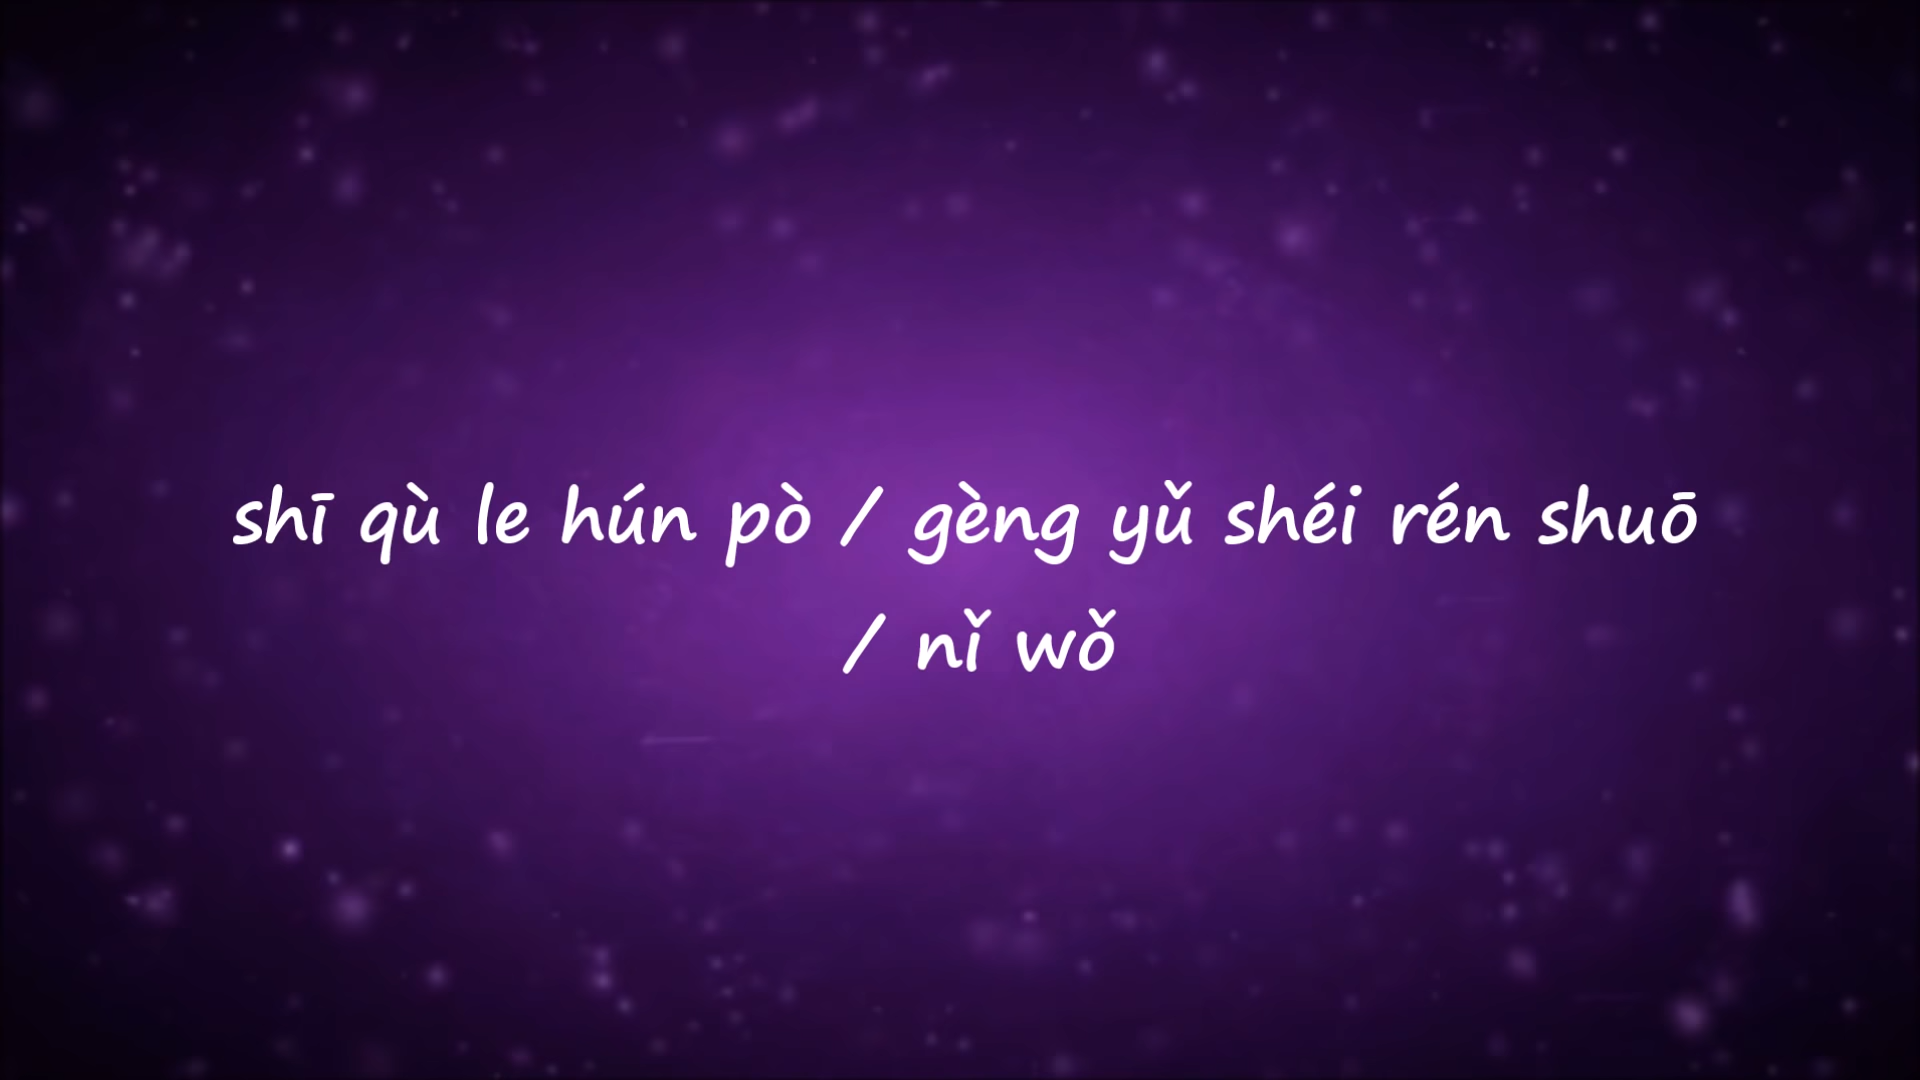 shī qù le hún pò / gèng yǔ shéi rén shuō
/ nǐ wǒ